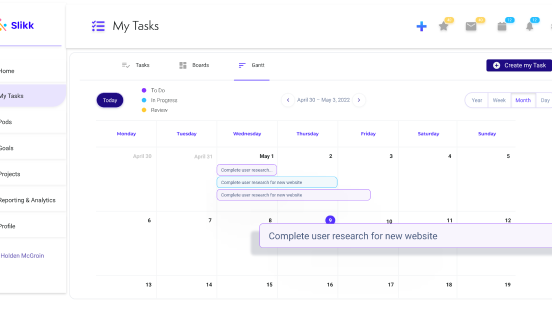 Slikk
My Tasks
Home
My Tasks
Pods
Goals
Projects
Reporting & Analytics
Profile
Holden McGroin
Tasks
Boards
Gantt
Create my Task
Today
To Do
In Progress
Review
April 30 – May 3, 2022
Year Week Month Day
Monday Tuesday Wednesday Thursday Friday Saturday Sunday
April 30 April 31 May 1 2 3 4 5
Complete user research...
Complete user research for new website
Complete user research for new website
6 7 8 9 10 11 12
Complete user research for new website
13 14 15 16 17 18 19